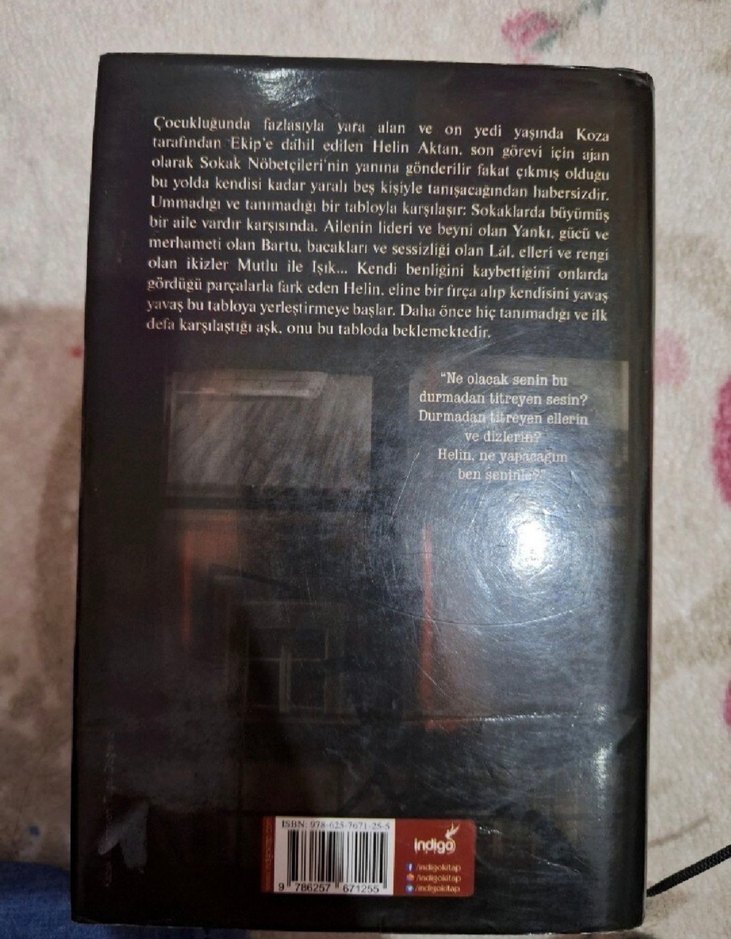 Çocukluğunda fazlasıyla yara alan ve on yedi yaşında Koza
tarafından Ekip'e dahil edilen Helin Aktan, son görevi için ajan
olarak Sokak Nöbetçileri'nin yanına gönderilir fakat çıkmış olduğu
bu yolda kendisi kadar yaralı beş kişiyle tanışacağından habersizdir.
Ummadığı ve tanımadığı bir tabloyla karşılaşır: Sokaklarda büyümüş
bir aile vardır karşısında. Ailenin lideri ve beyni olan Yankı, gücü ve
merhameti olan Bartu, bacakları ve sessizliği olan Lâl, elleri ve rengi
olan ikizler Mutlu ile Işık... Kendi benliğini kaybettiğini onlarda
gördüğü parçalarla fark eden Helin, eline bir fırça alıp kendisini yavaş
yavaş bu tabloya yerleştirmeye başlar. Daha önce hiç tanımadığı ve ilk
defa karşılaştığı aşk, onu bu tabloda beklemektedir.
"Ne olacak senin bu
durmadan titreyen sesin?
Durmadan titreyen ellerin
ve dizlerin?
Helin, ne yapacağım
ben seninle?"
ISBN: 978-625-7671-25-5
9 786257 671255
indigo
/indigokitap
/indigokitap
/indigokitap